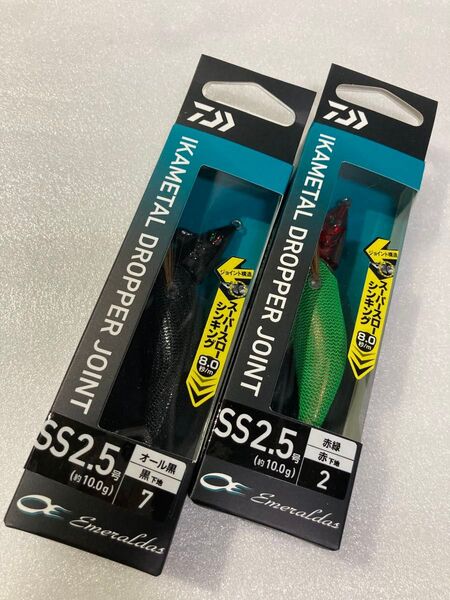 IKAMETAL DROPPER JOINT
ジョイント構造
スーパースロー
シンキング
8.0
秒/m
SS2.5号
(約10.0g)
オール黒
黒下地
7
Emeraldas
IKAMETAL DROPPER JOINT
ジョイント構造
スーパースロー
シンキング
8.0
秒/m
SS2.5号
(約10.0g)
赤緑
赤下地
2
Emeraldas